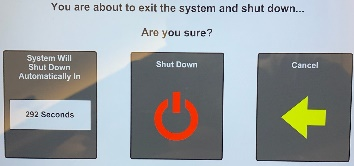 You are about to exit the system and shut down...
Are you sure?
System Will
Shut Down
Automatically In
292 Seconds
Shut Down
Cancel